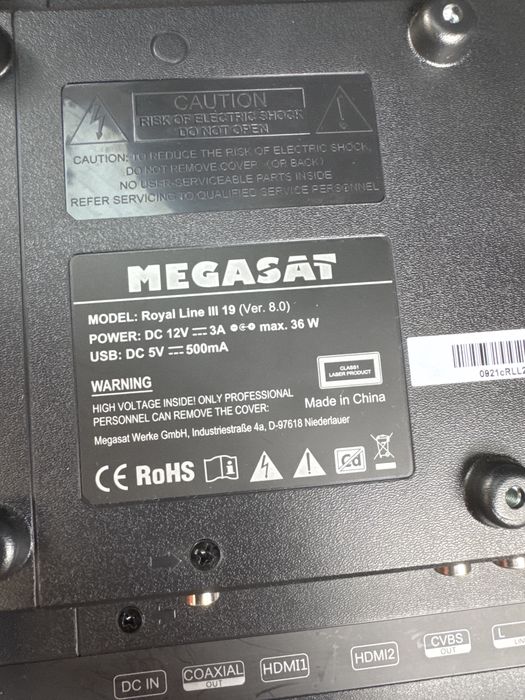 CAUTION
RISK OF ELECTRIC SHOCK
DO NOT OPEN
CAUTION: TO REDUCE THE RISK OF ELECTRIC SHOCK,
DO NOT REMOVE COVER (OR BACK)
NO USER-SERVICEABLE PARTS INSIDE
REFER SERVICING TO QUALIFIED SERVICE PERSONNEL
MEGASAT
MODEL: Royal Line III 19 (Ver. 8.0)
POWER: DC 12V 3A max. 36 W
USB: DC 5V 500mA
CLASS1
LASER PRODUCT
WARNING
HIGH VOLTAGE INSIDE! ONLY PROFESSIONAL
PERSONNEL CAN REMOVE THE COVER:
Made in China
Megasat Werke GmbH, Industriestraße 4a, D-97618 Niederlauer
CE RoHS Cd
0921cRLL2
DC IN
COAXIAL
OUT
HDMI1
HDMI2
CVBS
OUT
L